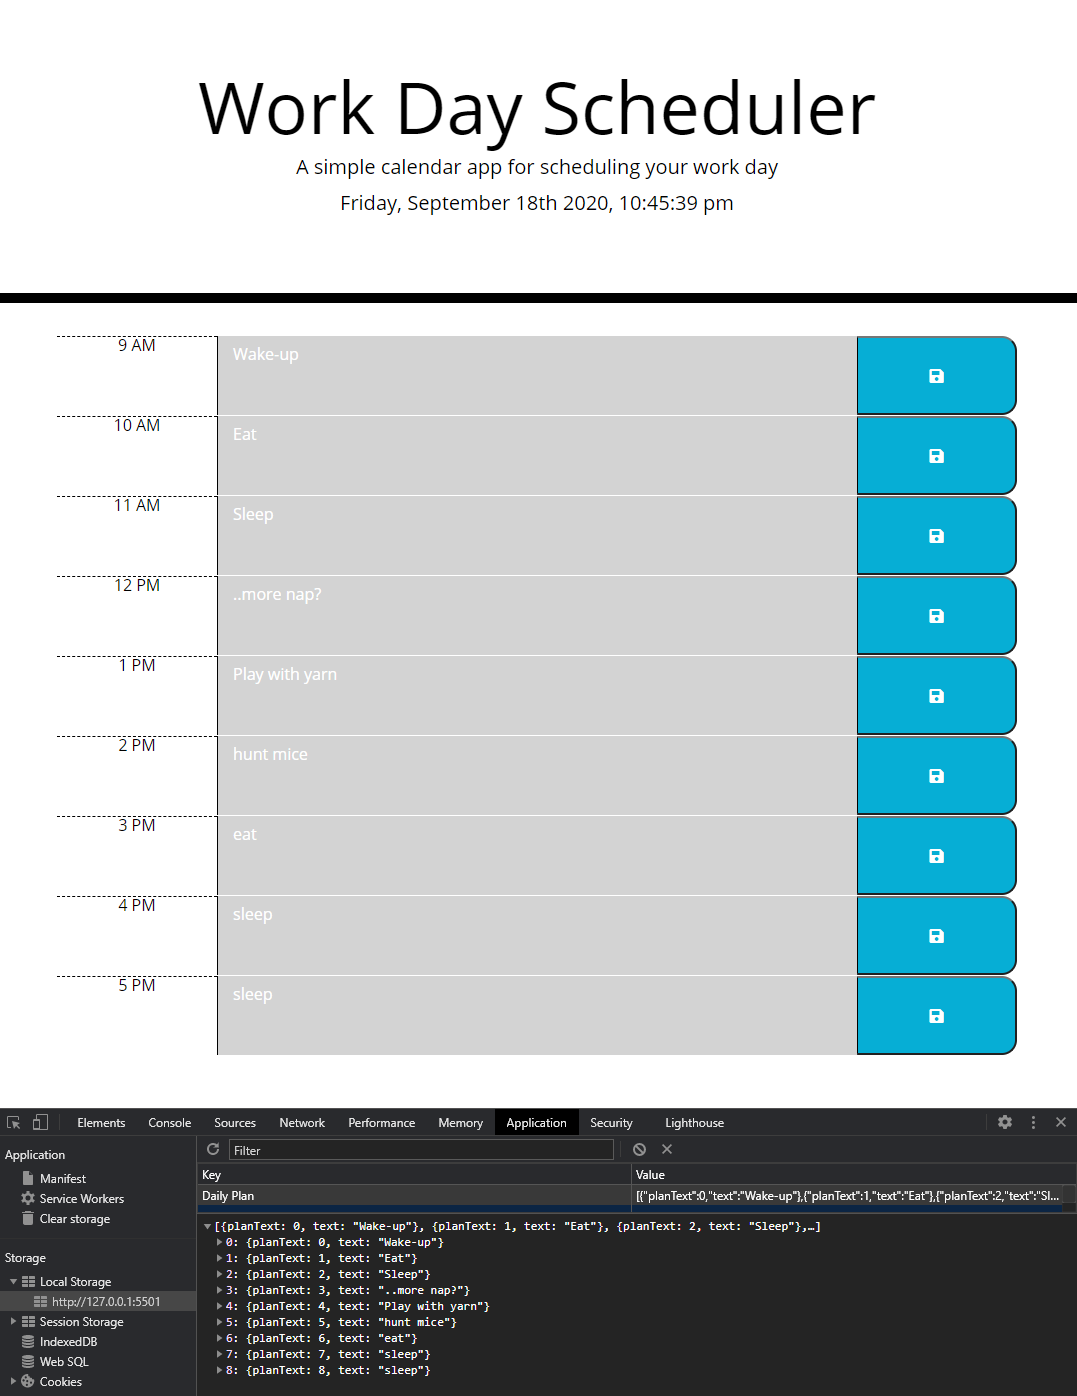 Work Day Scheduler
A simple calendar app for scheduling your work day
Friday, September 18th 2020, 10:45:39 pm
9 AM Wake-up
10 AM Eat
11 AM Sleep
12 PM ..more nap?
1 PM Play with yarn
2 PM hunt mice
3 PM eat
4 PM sleep
5 PM sleep
Elements Console Sources Network Performance Memory Application Security Lighthouse
Application
Manifest
Service Workers
Clear storage
Storage
Local Storage
http://127.0.0.1:5501
Session Storage
IndexedDB
Web SQL
Cookies
Filter
Key Value
Daily Plan [{"planText":0,"text":"Wake-up"},{"planText":1,"text":"Eat"},{"planText":2,"text":"Sl...
[{planText: 0, text: "Wake-up"}, {planText: 1, text: "Eat"}, {planText: 2, text: "Sleep"},…]
0: {planText: 0, text: "Wake-up"}
1: {planText: 1, text: "Eat"}
2: {planText: 2, text: "Sleep"}
3: {planText: 3, text: "..more nap?"}
4: {planText: 4, text: "Play with yarn"}
5: {planText: 5, text: "hunt mice"}
6: {planText: 6, text: "eat"}
7: {planText: 7, text: "sleep"}
8: {planText: 8, text: "sleep"}